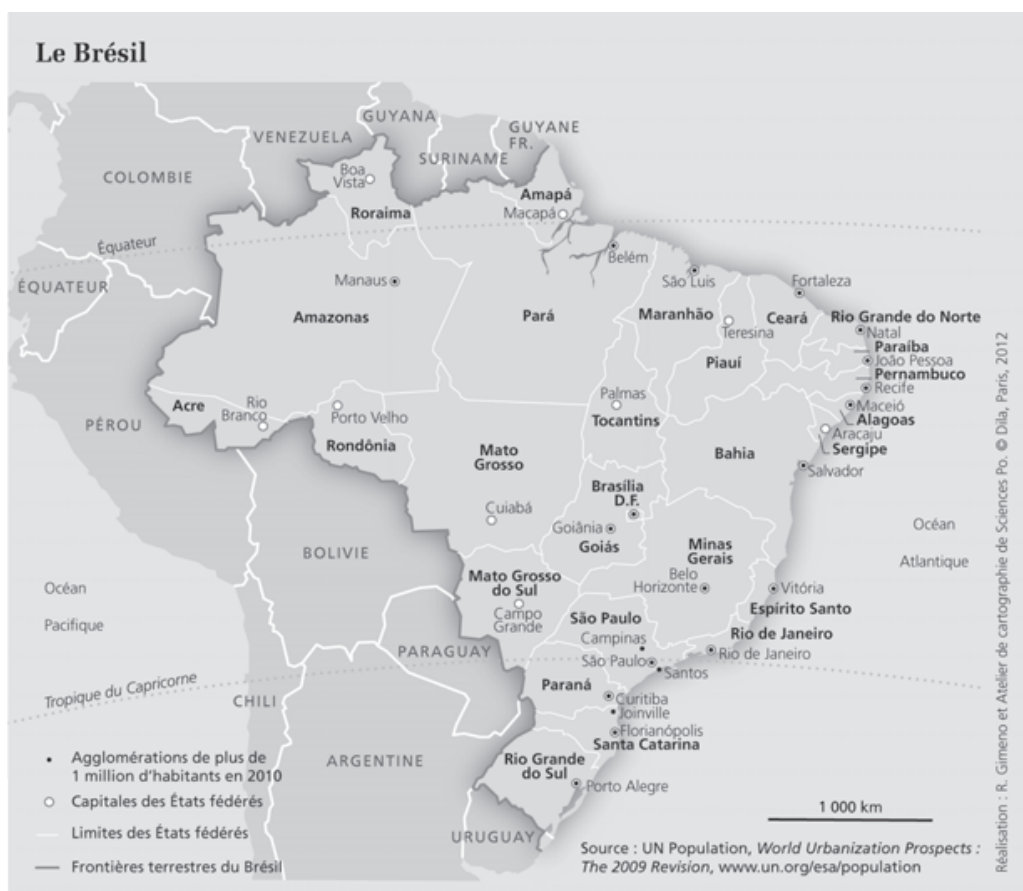 Le Brésil
GUYANA
GUYANE
FR.
VENEZUELA
SURINAME
COLOMBIE
Boa
Vista
Amapá
Roraima
Macapá
Équateur
Belém
ÉQUATEUR
Manaus
São Luis
Fortaleza
Amazonas
Pará
Maranhão
Ceará
Rio Grande do Norte
Teresina
Natal
Paraíba
João Pessoa
Piauí
Pernambuco
Palmas
Recife
Acre
Rio
Branco
Porto Velho
Maceió
Tocantins
Alagoas
PÉROU
Aracaju
Rondônia
Mato
Grosso
Bahia
Sergipe
Salvador
Brasília
D.F.
Cuiabá
Goiânia
Océan
Atlantique
Goiás
Minas
Gerais
BOLIVIE
Océan
Pacifique
Mato Grosso
do Sul
Belo
Horizonte
Vitória
Campo
Grande
São Paulo
Espírito Santo
Campinas
Rio de Janeiro
PARAGUAY
São Paulo
Rio de Janeiro
Santos
Tropique du Capricorne
Paraná
CHILI
Curitiba
Joinville
Florianópolis
Santa Catarina
ARGENTINE
Rio Grande
do Sul
Porto Alegre
URUGUAY
Agglomérations de plus de
1 million d'habitants en 2010
Capitales des États fédérés
Limites des États fédérés
Frontières terrestres du Brésil
1 000 km
Source : UN Population, World Urbanization Prospects :
The 2009 Revision, www.un.org/esa/population
Réalisation : R. Gimeno et Atelier de cartographie de Sciences Po. © Dila, Paris, 2012